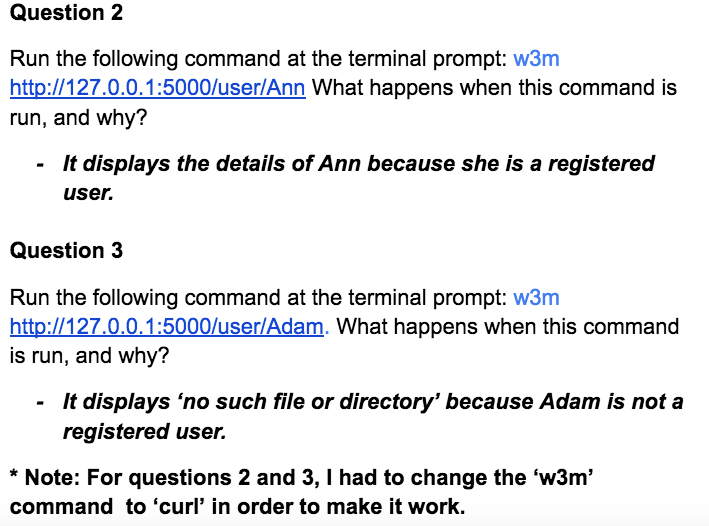 Question 2
Run the following command at the terminal prompt: w3m
http://127.0.0.1:5000/user/Ann What happens when this command is
run, and why?
- It displays the details of Ann because she is a registered
user.
Question 3
Run the following command at the terminal prompt: w3m
http://127.0.0.1:5000/user/Adam. What happens when this command
is run, and why?
- It displays ‘no such file or directory’ because Adam is not a
registered user.
* Note: For questions 2 and 3, I had to change the ‘w3m’
command  to ‘curl’ in order to make it work.